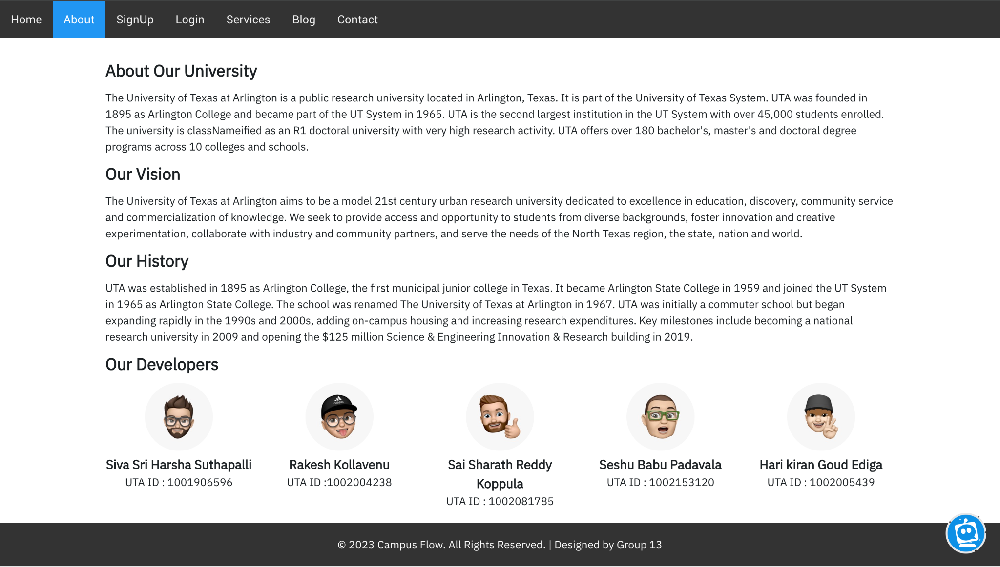 Home About SignUp Login Services Blog Contact
About Our University
The University of Texas at Arlington is a public research university located in Arlington, Texas. It is part of the University of Texas System. UTA was founded in
1895 as Arlington College and became part of the UT System in 1965. UTA is the second largest institution in the UT System with over 45,000 students enrolled.
The university is classNameified as an R1 doctoral university with very high research activity. UTA offers over 180 bachelor's, master's and doctoral degree
programs across 10 colleges and schools.
Our Vision
The University of Texas at Arlington aims to be a model 21st century urban research university dedicated to excellence in education, discovery, community service
and commercialization of knowledge. We seek to provide access and opportunity to students from diverse backgrounds, foster innovation and creative
experimentation, collaborate with industry and community partners, and serve the needs of the North Texas region, the state, nation and world.
Our History
UTA was established in 1895 as Arlington College, the first municipal junior college in Texas. It became Arlington State College in 1959 and joined the UT System
in 1965 as Arlington State College. The school was renamed The University of Texas at Arlington in 1967. UTA was initially a commuter school but began
expanding rapidly in the 1990s and 2000s, adding on-campus housing and increasing research expenditures. Key milestones include becoming a national
research university in 2009 and opening the $125 million Science & Engineering Innovation & Research building in 2019.
Our Developers
adidas
Siva Sri Harsha Suthapalli
UTA ID : 1001906596
Rakesh Kollavenu
UTA ID :1002004238
Sai Sharath Reddy
Koppula
UTA ID : 1002081785
Seshu Babu Padavala
UTA ID : 1002153120
Hari kiran Goud Ediga
UTA ID : 1002005439
© 2023 Campus Flow. All Rights Reserved. | Designed by Group 13